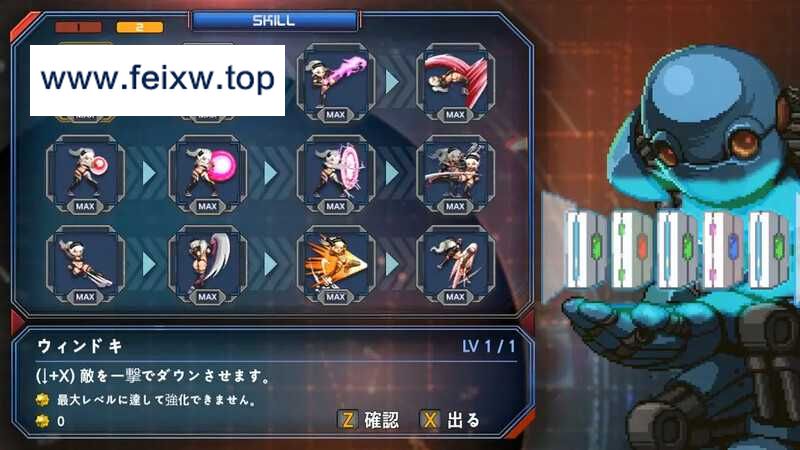 SKILL
1 2
www.feixw.top
MAX MAX
MAX MAX MAX MAX
MAX MAX MAX MAX
ウィンド キ LV 1 / 1
(↓+X) 敵を一撃でダウンさせます。
最大レベルに達して強化できません。
0
Z 確認 X 出る